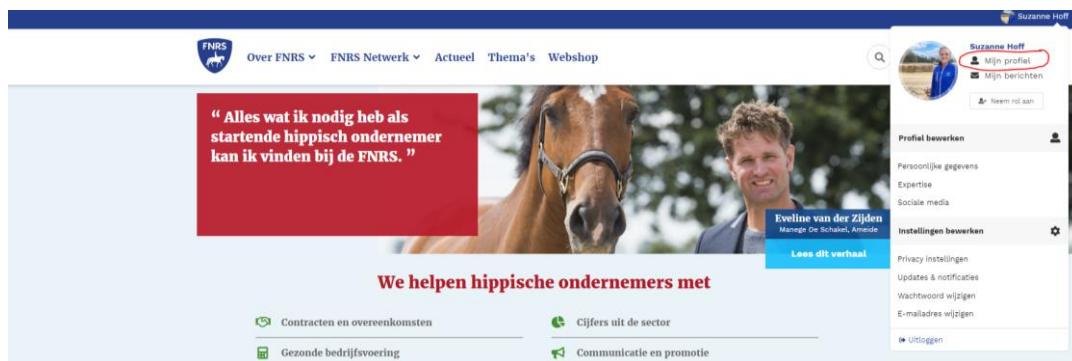 Suzanne Hoff
FNRS
Over FNRS
FNRS Netwerk
Actueel
Thema's
Webshop
Suzanne Hoff
Mijn profiel
Mijn berichten
Neem rol aan
“ Alles wat ik nodig heb als
startende hippisch ondernemer
kan ik vinden bij de FNRS. ”
Eveline van der Zijden
Manege De Schakel, Ameide
Lees dit verhaal
Profiel bewerken
Persoonlijke gegevens
Expertise
Sociale media
Instellingen bewerken
Privacy instellingen
Updates & notificaties
Wachtwoord wijzigen
E-mailadres wijzigen
Uitloggen
We helpen hippische ondernemers met
Contracten en overeenkomsten
Cijfers uit de sector
Gezonde bedrijfsvoering
Communicatie en promotie